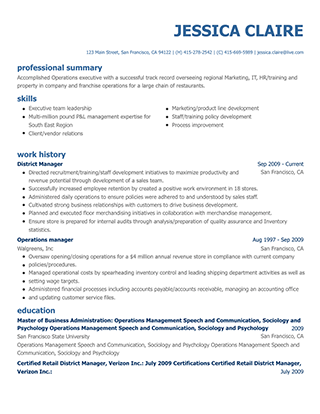 JESSICA CLAIRE
123 Main Street, San Francisco, CA 94122 | (H) 415-278-2542 | (C) 415-669-5989 | jessica.claire@live.com
professional summary
Accomplished Operations executive with a successful track record overseeing regional Marketing, IT, HR/training and
property in company and franchise operations for a large chain of restaurants.
skills
• Executive team leadership
• Multi-million pound P&L management expertise for
South East Region
• Client/vendor relations
• Marketing/product line development
• Staff/training policy development
• Process improvement
work history
District Manager Sep 2009 - Current
San Francisco, CA
• Directed recruitment/training/staff development initiatives to maximize productivity and
revenue potential through development of a sales team.
• Successfully increased employee retention by created a positive work environment in 18 stores.
• Administered daily operations to ensure policies were adhered to and understood by sales staff
• Cultivated strong business relationships with customers to drive business development.
• Planned and executed floor merchandising initiatives in collaboration with merchandise management.
• Ensured store is prepared for internal audits through analysis and preparation of quality assurance and Inventory
statistics.
Operations manager Aug 1997 - Sep 2009
Walgreens, Inc San Francisco, CA
• Oversaw opening/closing operations for a $4 million annual revenue store in compliance with current company
• policies/procedures.
• Managed warehouse operations involving inventory control and leading shipping department activities as well as
• setting wage targets.
• Administered financial processes including accounts payable/accounts receivable, managing an accounting office
• and updating customer service files.
education
Master of Business Administration: Operations Management Speech and Communication, Sociology and
Psychology Operations Management Speech and Communication, Sociology and Psychology 2009
San Francisco State University San Francisco, CA
Operations Management Speech and Communication, Sociology and Psychology
Certified Retail District Manager, Verizon Inc.: July 2009 Certifications Certified Retail District Manager,
Verizon Inc.: July 2009